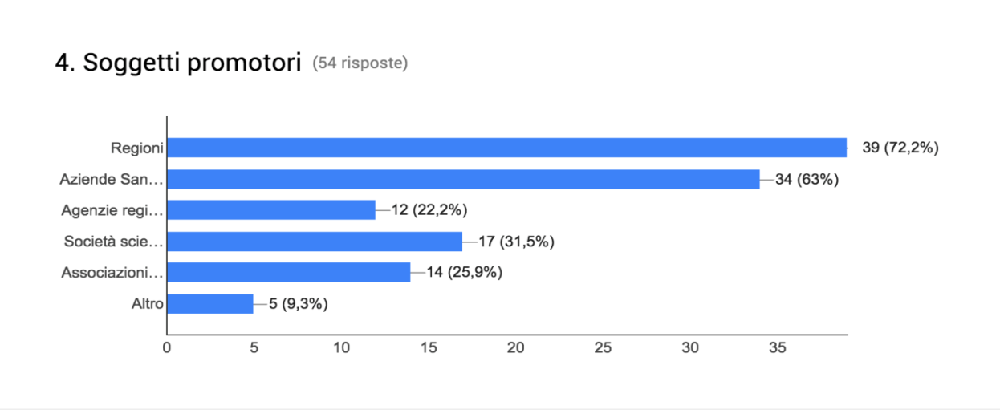 4. Soggetti promotori (54 risposte)
Regioni 39 (72,2%)
Aziende San... 34 (63%)
Agenzie regi... 12 (22,2%)
Società scie... 17 (31,5%)
Associazioni... 14 (25,9%)
Altro 5 (9,3%)
0 5 10 15 20 25 30 35